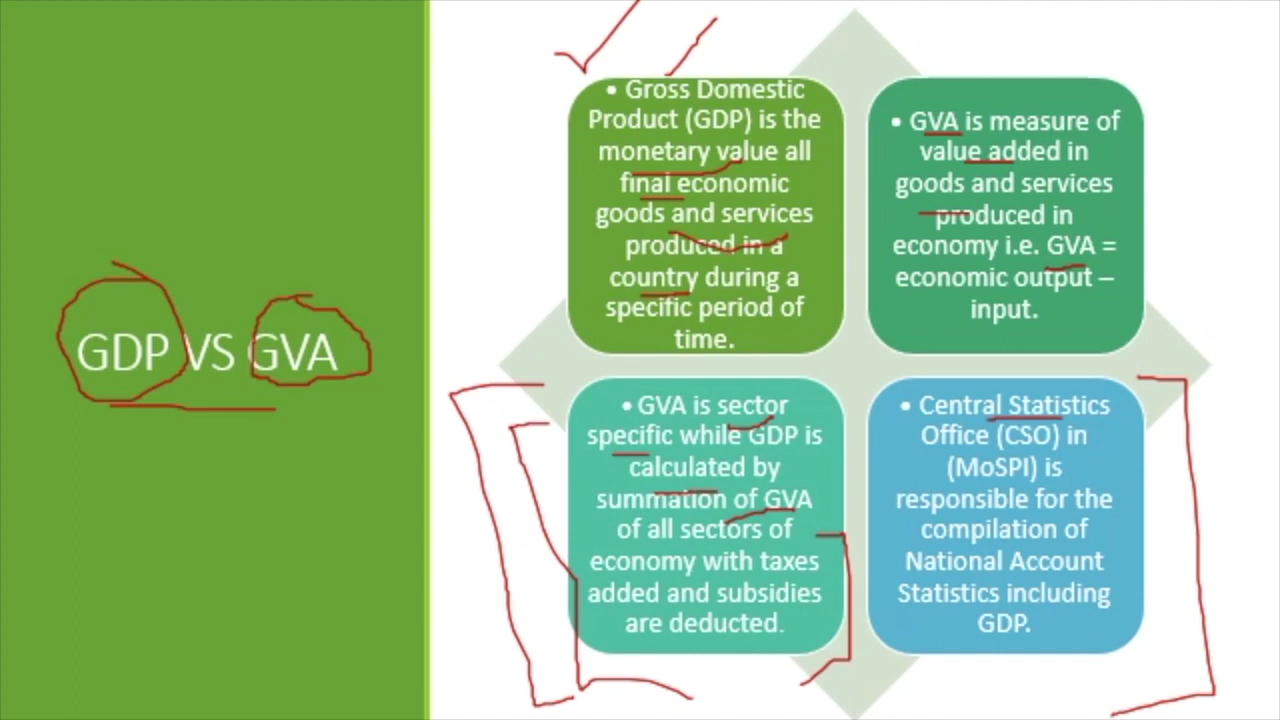 GDP VS GVA
• Gross Domestic
Product (GDP) is the
monetary value all
final economic
goods and services
produced in a
country during a
specific period of
time.
• GVA is measure of
value added in
goods and services
produced in
economy i.e. GVA =
economic output –
input.
• GVA is sector
specific while GDP is
calculated by
summation of GVA
of all sectors of
economy with taxes
added and subsidies
are deducted.
• Central Statistics
Office (CSO) in
(MoSPI) is
responsible for the
compilation of
National Account
Statistics including
GDP.